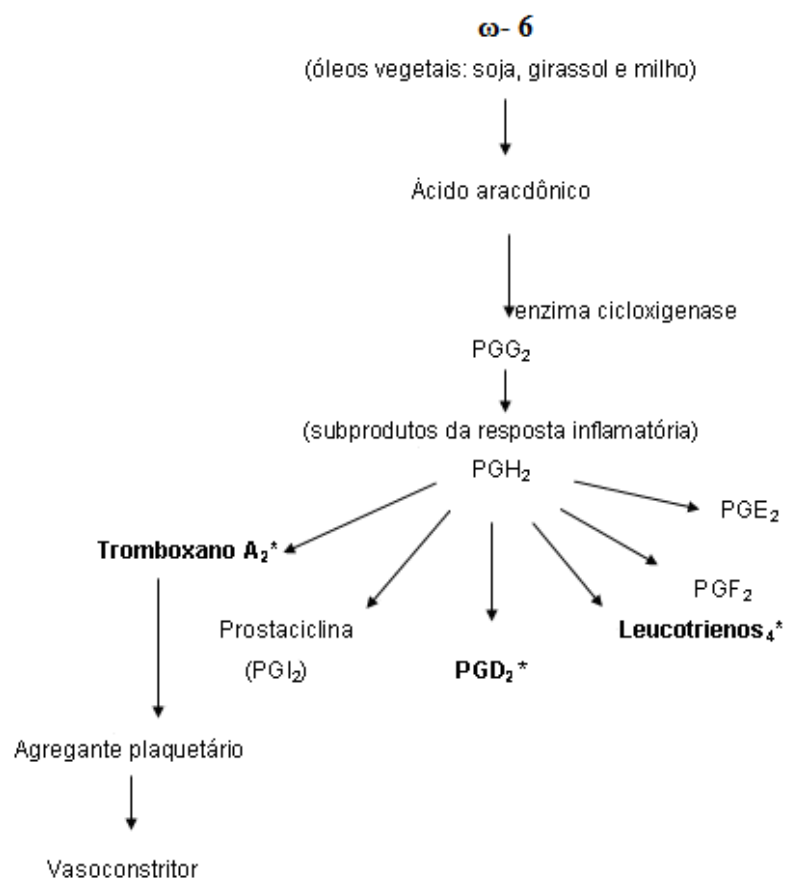 ω- 6
(óleos vegetais: soja, girassol e milho)
Ácido aracdônico
enzima cicloxigenase
PGG₂
(subprodutos da resposta inflamatória)
PGH₂
PGE₂
Tromboxano A₂*
PGF₂
Prostaciclina
Leucotrienos₄*
(PGI₂)
PGD₂*
Agregante plaquetário
Vasoconstritor